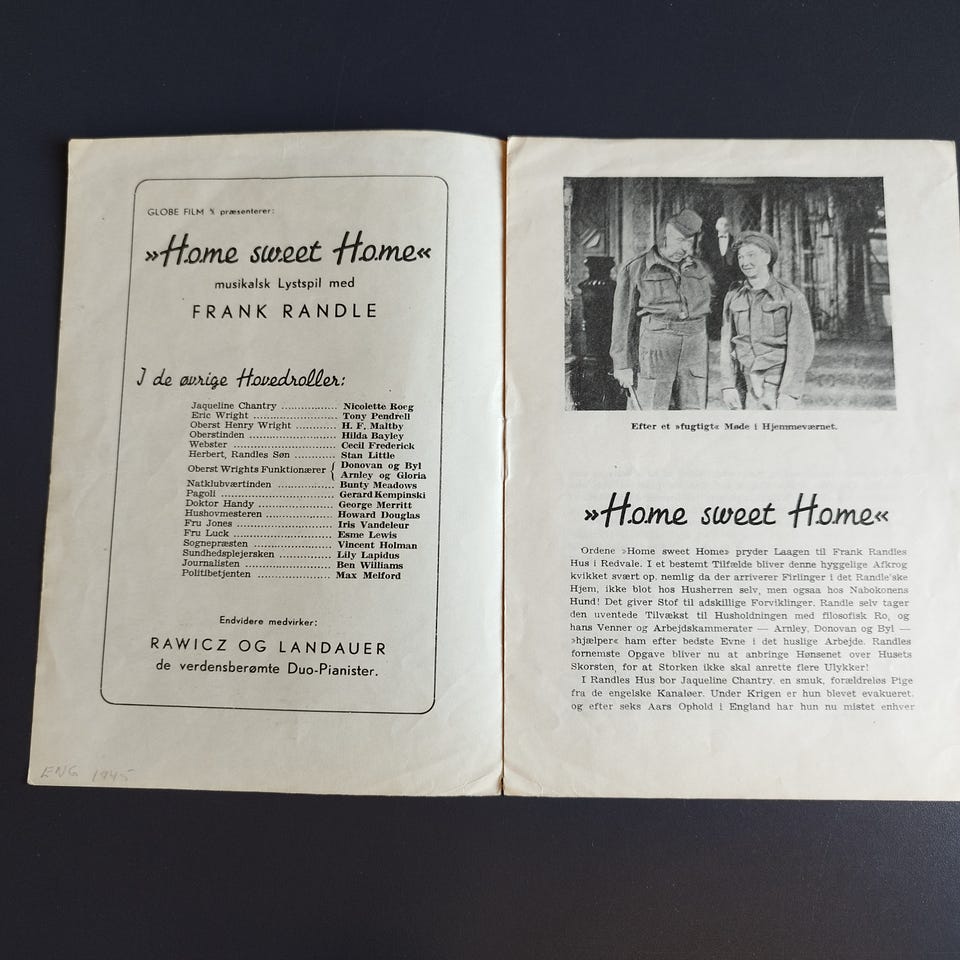 GLOBE FILM A/S præsenterer:
»Home sweet Home«
musikalsk Lystspil med
FRANK RANDLE
I de øvrige Hovedroller:
Jaqueline Chantry ................. Nicolette Roeg
Eric Wright .......................... Tony Pendrell
Oberst Henry Wright ............ H. F. Maltby
Oberstinden .......................... Hilda Bayley
Webster ................................ Cecil Frederick
Herbert, Randles Søn ............ Stan Little
Oberst Wrights Funktionærer { Donovan og Byl
Arnley og Gloria
Natklubværtinden ................. Bunty Meadows
Pagoli ................................... Gerard Kempinski
Doktor Handy ....................... George Merritt
Hushovmesteren .................... Howard Douglas
Fru Jones .............................. Iris Vandeleur
Fru Luck ............................... Esme Lewis
Sognepræsten ........................ Vincent Holman
Sundhedsplejersken ............... Lily Lapidus
Journalisten .......................... Ben Williams
Politibetjenten ...................... Max Melford
Endvidere medvirker:
RAWICZ OG LANDAUER
de verdensberømte Duo-Pianister.
ENG 1945
Efter et »fugtigt« Møde i Hjemmeværnet.
»Home sweet Home«
Ordene »Home sweet Home» pryder Laagen til Frank Randles
Hus i Redvale. I et bestemt Tilfælde bliver denne hyggelige Afkrog
kvikket svært op. nemlig da der arriverer Firlinger i det Randle'ske
Hjem, ikke blot hos Husherren selv, men ogsaa hos Nabokonens
Hund! Det giver Stof til adskillige Forviklinger. Randle selv tager
den uventede Tilvækst til Husholdningen med filosofisk Ro, og
hans Venner og Arbejdskammerater — Arnley, Donovan og Byl —
»hjælper« ham efter bedste Evne i det huslige Arbejde. Randles
fornemste Opgave bliver nu at anbringe Hønsenet over Husets
Skorsten, for at Storken ikke skal anrette flere Ulykker!
I Randles Hus bor Jaqueline Chantry. en smuk, forældreløs Pige
fra de engelske Kanaløer. Under Krigen er hun blevet evakueret.
og efter seks Aars Ophold i England har hun nu mistet enhver